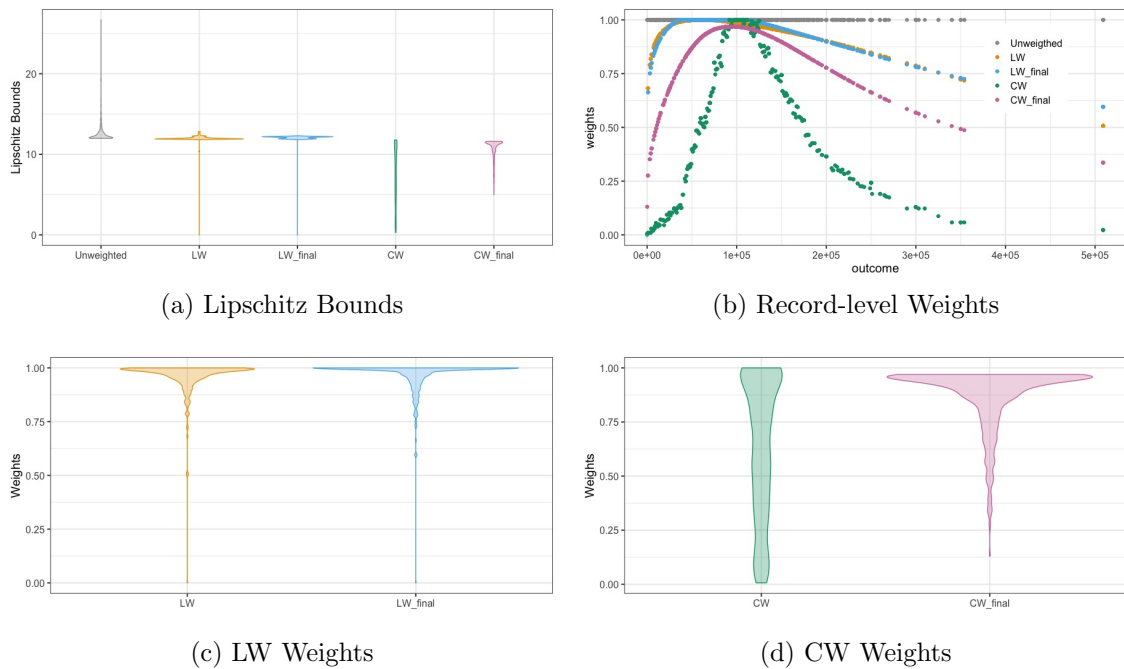 Lipschitz Bounds
20
10
0
Unweighted
LW
LW_final
CW
CW_final
(a) Lipschitz Bounds
weights
1.00
0.75
0.50
0.25
0.00
Unweigthed
LW
LW_final
CW
CW_final
0e+00
1e+05
2e+05
3e+05
4e+05
5e+05
outcome
(b) Record-level Weights
Weights
1.00
0.75
0.50
0.25
0.00
LW
LW_final
(c) LW Weights
Weights
1.00
0.75
0.50
0.25
0.00
CW
CW_final
(d) CW Weights